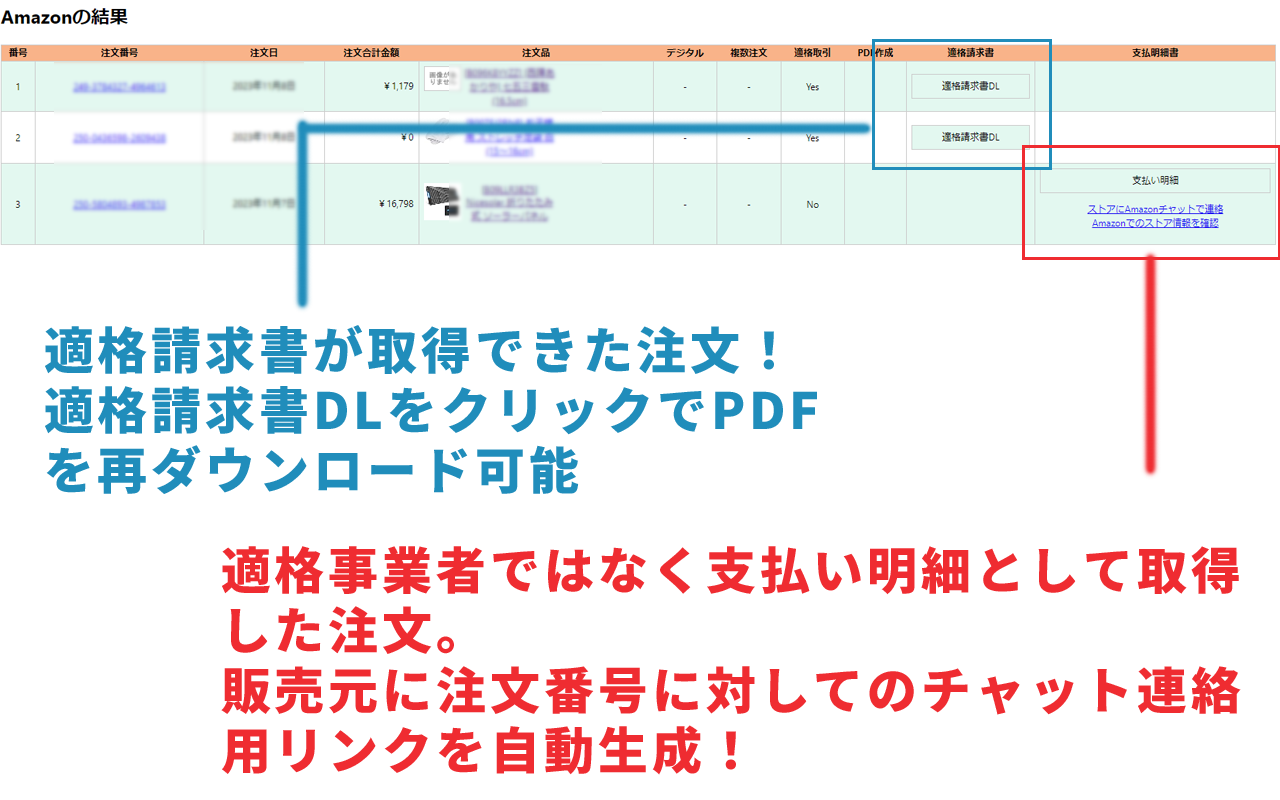 Amazonの結果
番号 注文番号 注文日 注文合計金額 注文品 デジタル 複数注文 適格取引 PDF作成 適格請求書 支払明細書
1 ¥1,179 画像があ
りません - - Yes 適格請求書DL
2 ¥0 - - Yes 適格請求書DL
3 ¥16,798 - - No 支払い明細
ストアにAmazonチャットで連絡
Amazonでのストア情報を確認
適格請求書が取得できた注文！
適格請求書DLをクリックでPDF
を再ダウンロード可能
適格事業者ではなく支払い明細として取得
した注文。
販売元に注文番号に対してのチャット連絡
用リンクを自動生成！